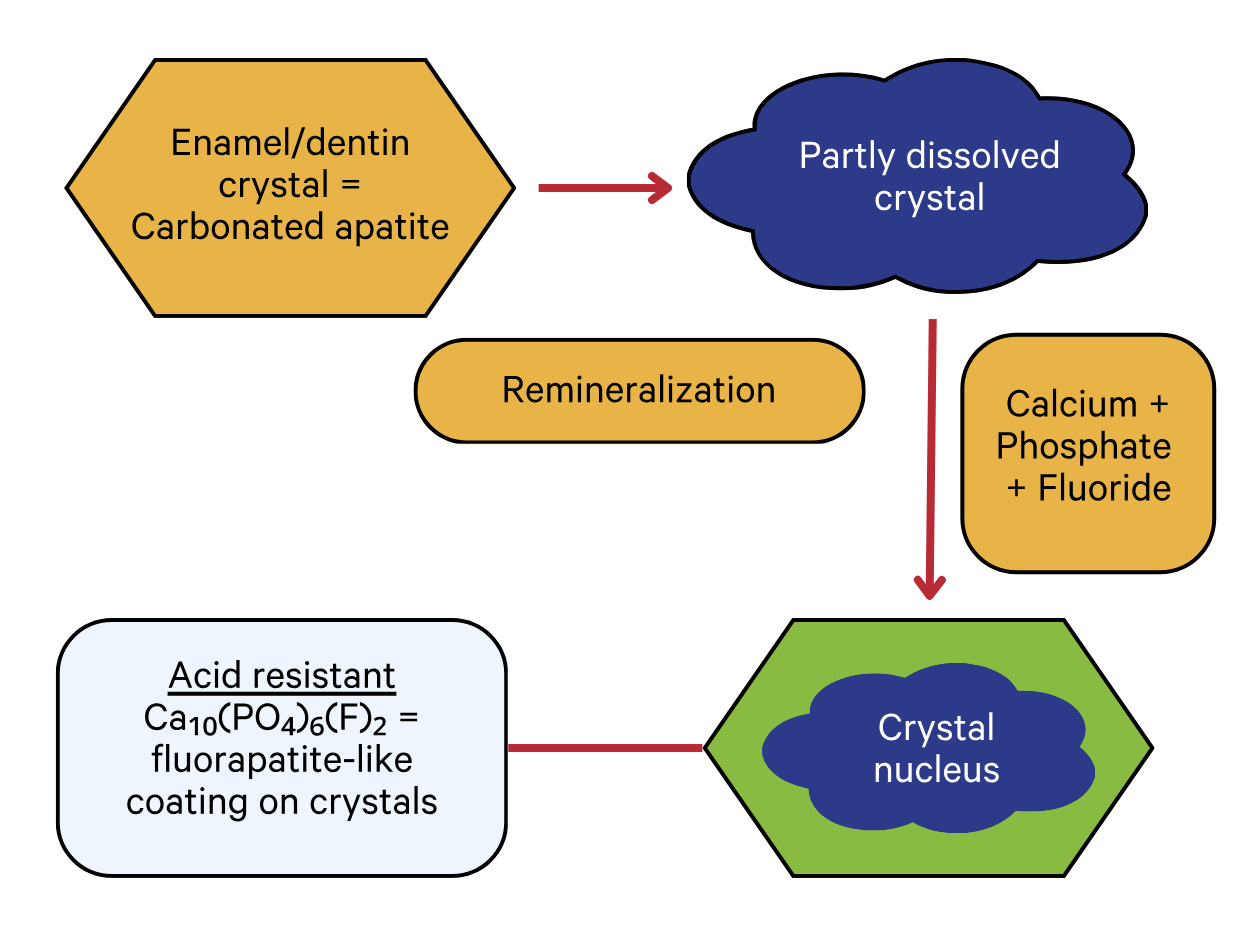 Enamel/dentin
crystal =
Carbonated apatite
Partly dissolved
crystal
Remineralization
Calcium +
Phosphate
+ Fluoride
Acid resistant
Ca₁₀(PO₄)₆(F)₂ =
fluorapatite-like
coating on crystals
Crystal
nucleus